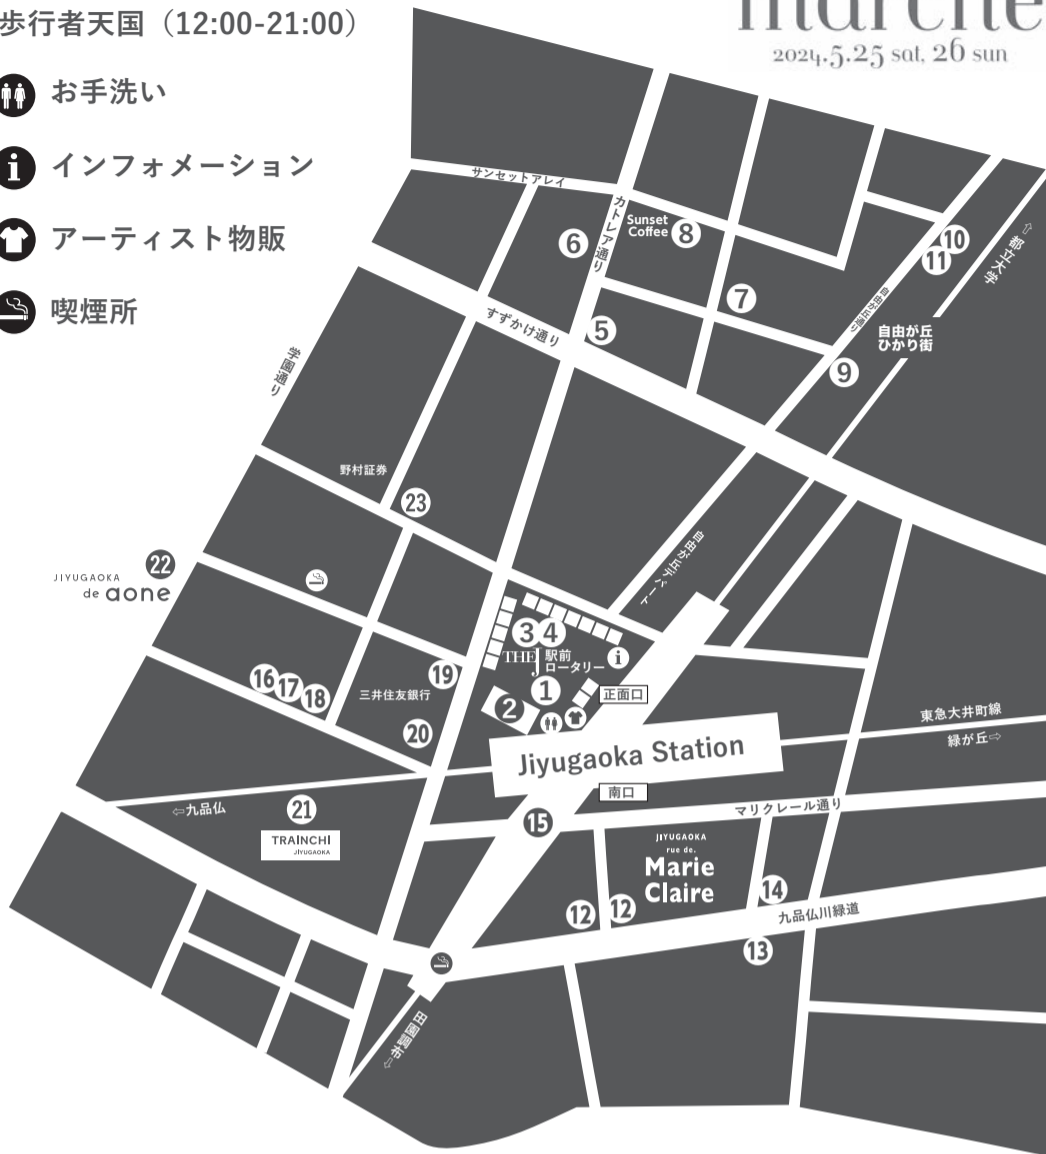 marché
2024.5.25 sat, 26 sun
歩行者天国（12:00-21:00）
お手洗い
i
インフォメーション
アーティスト物販
喫煙所
サンセットアレイ
カトレア通り
Sunset
Coffee
8
6
7
5
10
11
⇦都立大学
自由が丘通り
自由が丘
ひかり街
9
すずかけ通り
学園通り
野村証券
23
22
JIYUGAOKA
de aone
自由が丘デパート
3
4
THE J
駅前
ロータリー
i
1
2
正面口
16
17
18
三井住友銀行
19
20
Jiyugaoka Station
東急大井町線
緑が丘⇨
南口
マリクレール通り
⇦九品仏
21
TRAINCHI
JIYUGAOKA
15
JIYUGAOKA
rue de.
Marie
Claire
12
12
14
九品仏川緑道
13
田園調布⇨